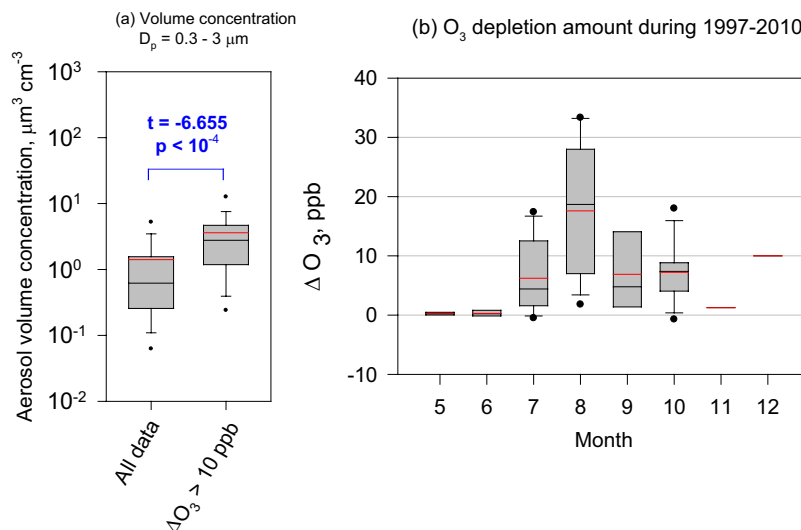 (a) Volume concentration
Dₚ = 0.3 - 3 μm
Aerosol volume concentration, μm³ cm⁻³
10³
10²
10¹
10⁰
10⁻¹
10⁻²
t = -6.655
p < 10⁻⁴
All data
ΔO₃ > 10 ppb
(b) O₃ depletion amount during 1997-2010
Δ O ₃, ppb
40
30
20
10
0
-10
5 6 7 8 9 10 11 12
Month